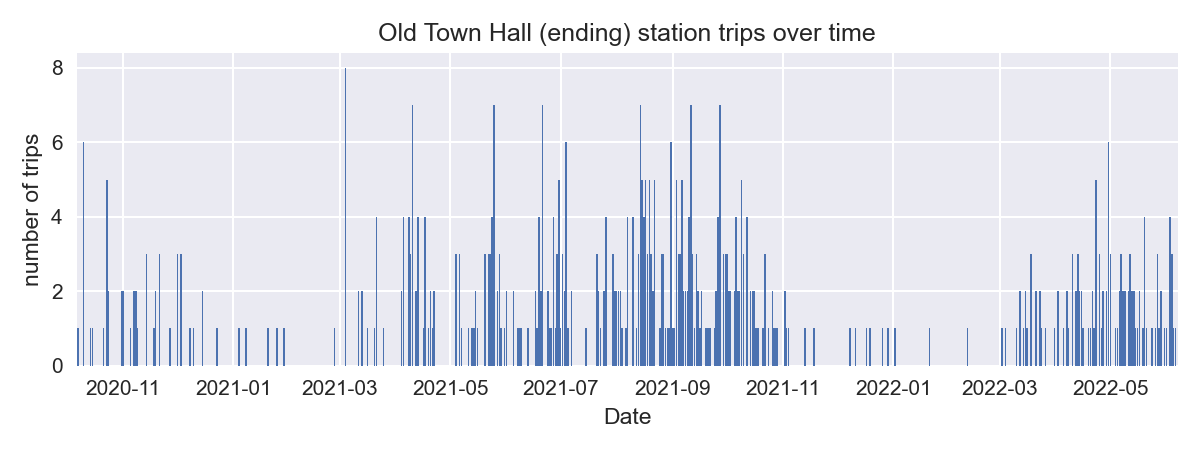 Old Town Hall (ending) station trips over time
number of trips
8
6
4
2
0
2020-11 2021-01 2021-03 2021-05 2021-07 2021-09 2021-11 2022-01 2022-03 2022-05
Date